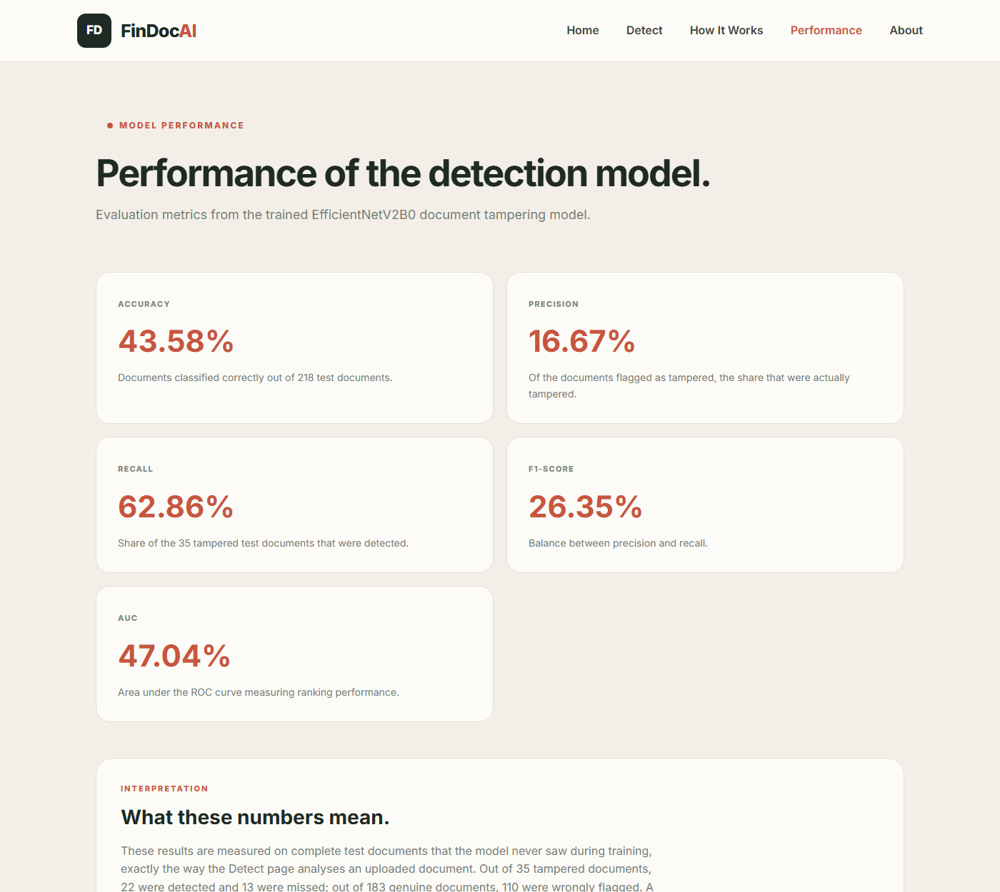 FD FinDocAI
Home Detect How It Works Performance About
MODEL PERFORMANCE
Performance of the detection model.
Evaluation metrics from the trained EfficientNetV2B0 document tampering model.
ACCURACY
43.58%
Documents classified correctly out of 218 test documents.
PRECISION
16.67%
Of the documents flagged as tampered, the share that were actually
tampered.
RECALL
62.86%
Share of the 35 tampered test documents that were detected.
F1-SCORE
26.35%
Balance between precision and recall.
AUC
47.04%
Area under the ROC curve measuring ranking performance.
INTERPRETATION
What these numbers mean.
These results are measured on complete test documents that the model never saw during training,
exactly the way the Detect page analyses an uploaded document. Out of 35 tampered documents,
22 were detected and 13 were missed; out of 183 genuine documents, 110 were wrongly flagged. A